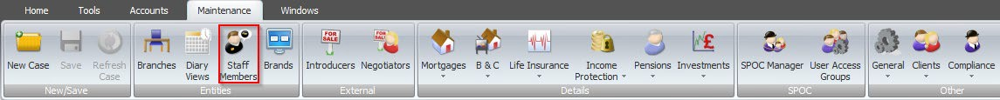 Home Tools Accounts Maintenance Windows
FOR SALE FOR SALE
New Case Save Refresh Case Branches Diary Views Staff Members Brands Introducers Negotiators Mortgages B & C Life Insurance Income Protection Pensions Investments SPOC Manager User Access Groups General Clients Compliance
New/Save Entities External Details SPOC Other